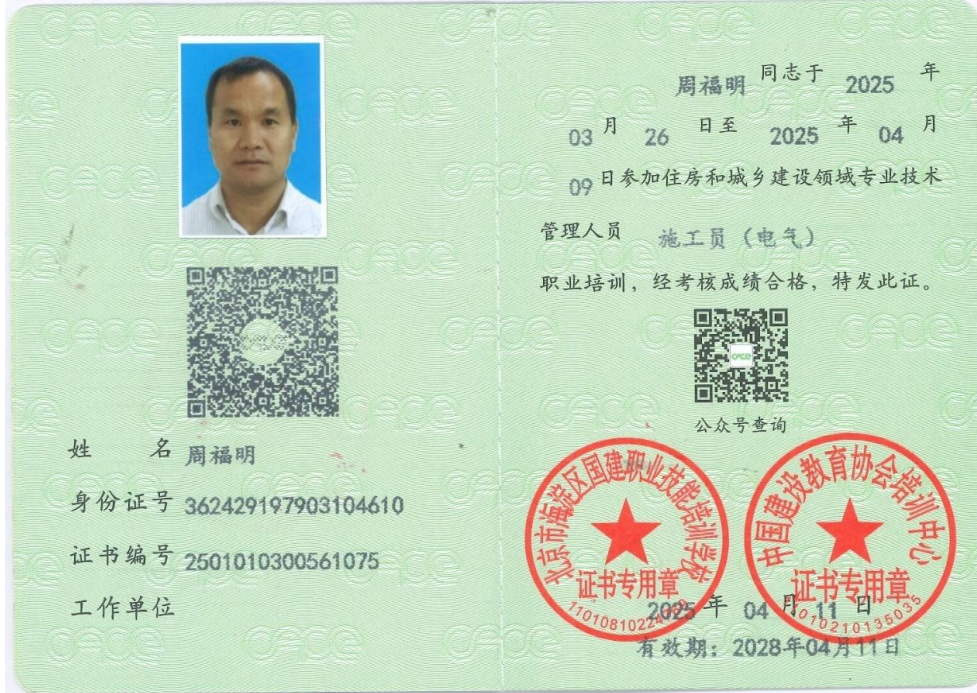 姓 名 周福明
身份证号 362429197903104610
证书编号 2501010300561075
工作单位
周福明 同志于 2025 年
03 月 26 日至 2025 年 04 月
09 日参加住房和城乡建设领域专业技术
管理人员 施工员（电气）
职业培训，经考核成绩合格，特发此证。
公众号查询
北京市海淀区国建职业技能培训学校
证书专用章
中国建设教育协会培训中心
证书专用章
11010210135035
2025 年 04 月 11 日
有效期：2028年04月11日